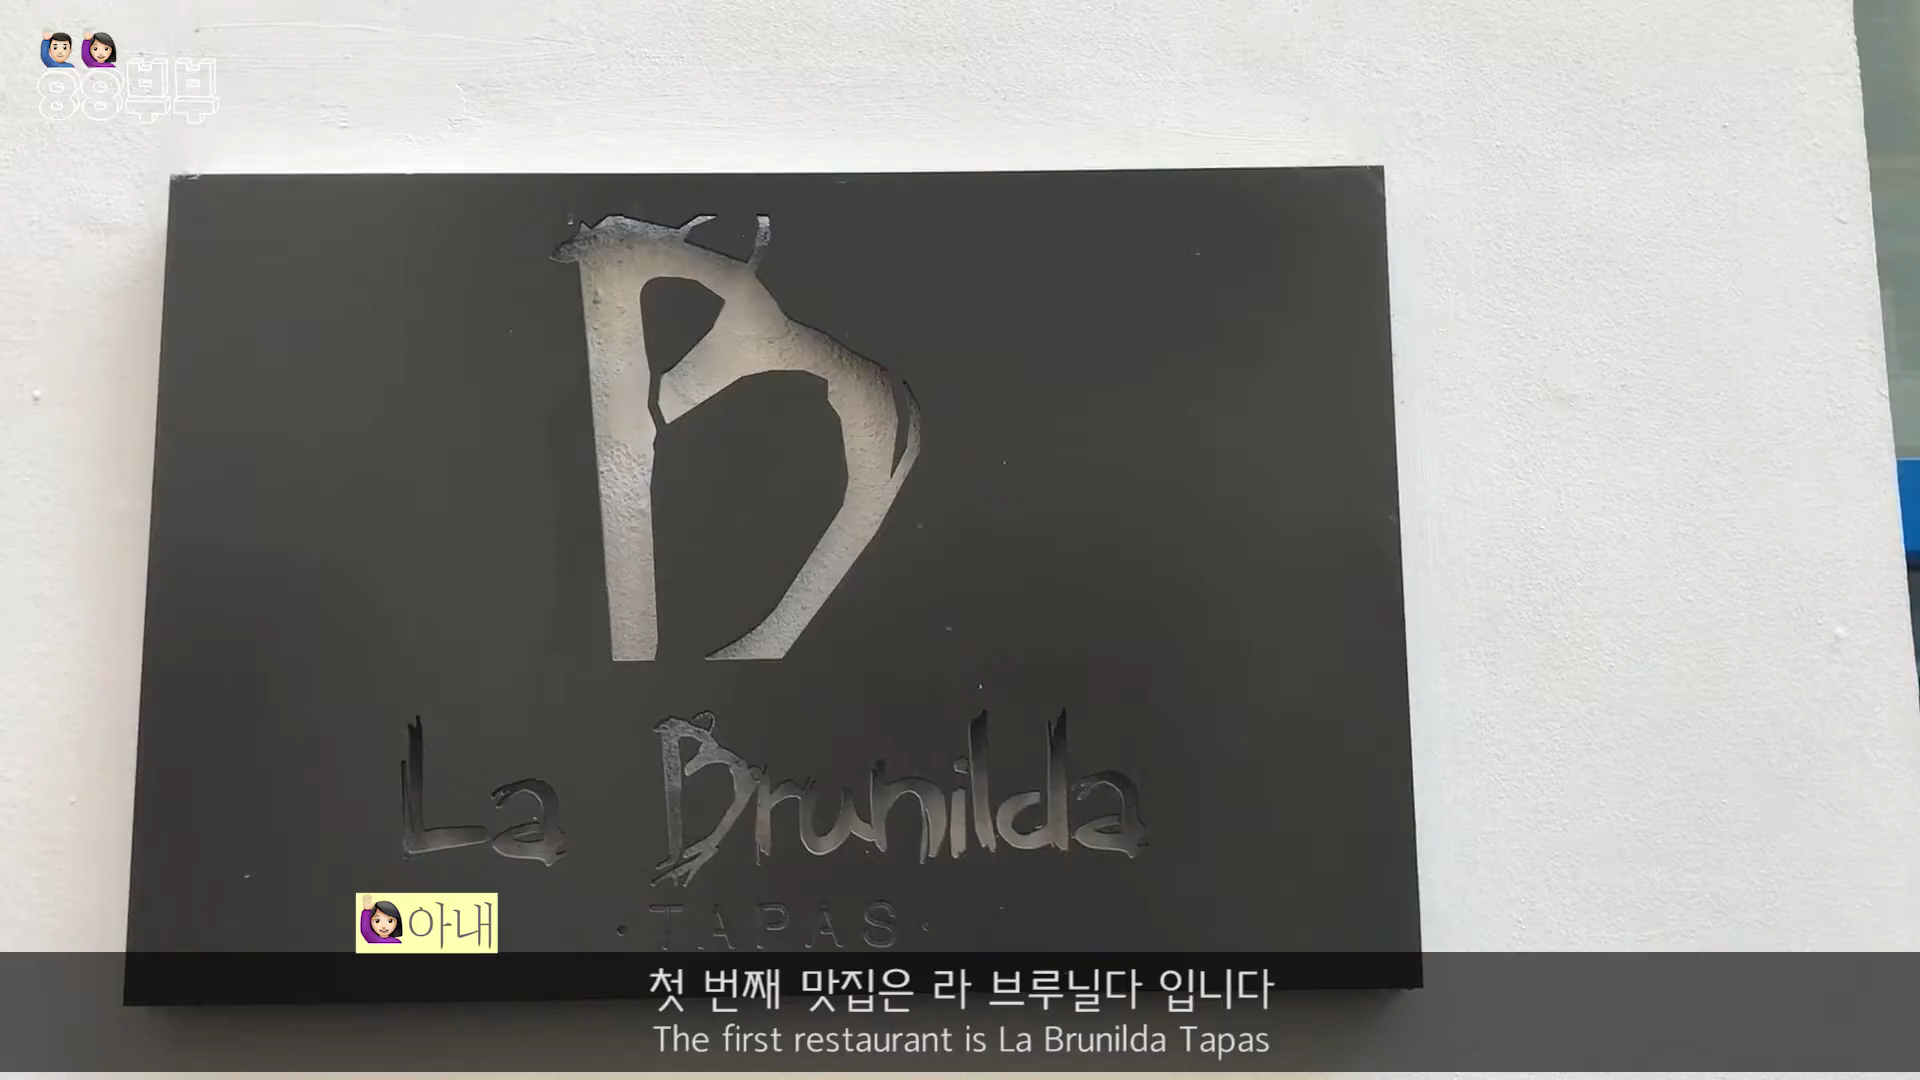 88부부
B
La Brunilda
· TAPAS ·
아내
첫 번째 맛집은 라 브루닐다 입니다
The first restaurant is La Brunilda Tapas